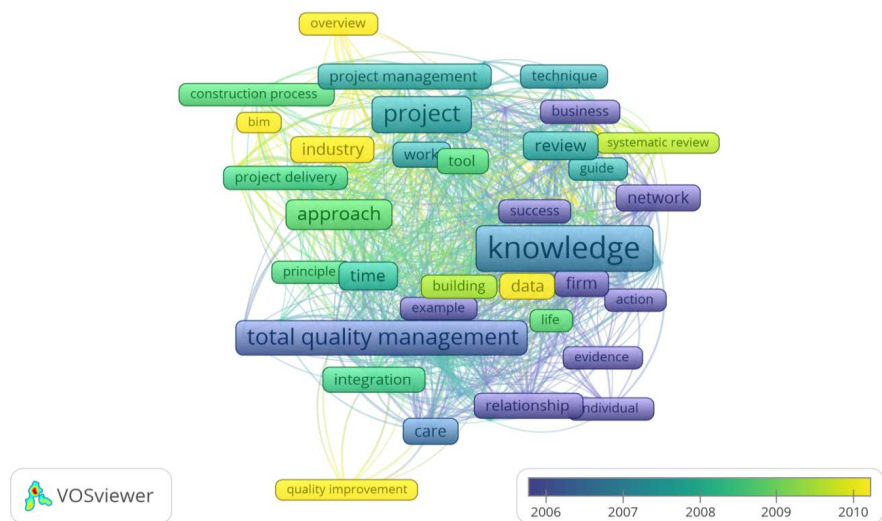 overview
project management
technique
construction process
project
business
bim
industry
work
tool
review
systematic review
guide
project delivery
network
approach
success
knowledge
principle
time
building
data
firm
example
action
life
total quality management
evidence
integration
relationship
ndividual
care
quality improvement
VOSviewer
2006 2007 2008 2009 2010